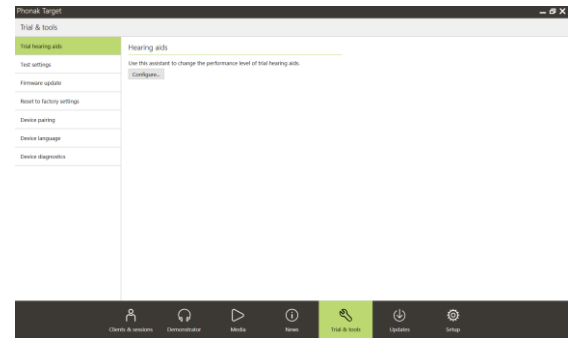 Phonak Target
Trial & tools
Trial hearing aids
Test settings
Firmware update
Reset to factory settings
Device pairing
Device language
Device diagnostics
Hearing aids
Use this assistant to change the performance level of trial hearing aids.
Configure...
Clients & sessions
Demonstrator
Media
News
Trial & tools
Updates
Setup